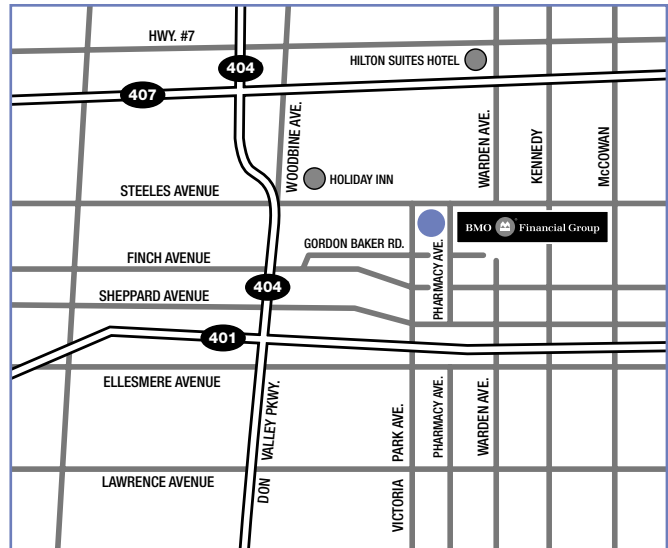 HWY. #7
404
HILTON SUITES HOTEL
407
WOODBINE AVE.
WARDEN AVE.
KENNEDY
McCOWAN
HOLIDAY INN
STEELES AVENUE
BMO Financial Group
GORDON BAKER RD.
PHARMACY AVE.
FINCH AVENUE
404
SHEPPARD AVENUE
401
ELLESMERE AVENUE
DON VALLEY PKWY.
VICTORIA PARK AVE.
PHARMACY AVE.
WARDEN AVE.
LAWRENCE AVENUE